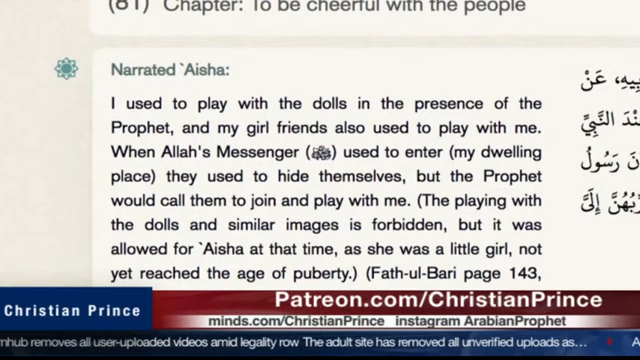 (81) Chapter: To be cheerful with the people
Narrated `Aisha:
I used to play with the dolls in the presence of the
Prophet, and my girl friends also used to play with me.
When Allah's Messenger (ﷺ) used to enter (my dwelling
place) they used to hide themselves, but the Prophet
would call them to join and play with me. (The playing with
the dolls and similar images is forbidden, but it was
allowed for `Aisha at that time, as she was a little girl, not
yet reached the age of puberty.) (Fath-ul-Bari page 143,
عَنْ
النَّبِيِّ
رَسُولُ
إِلَىَّ
Christian Prince
Patreon.com/ChristianPrince
minds.com/ChristianPrince instagram ArabianProphet
removes all user-uploaded videos amid legality row The adult site has removed all unverified uploads as...